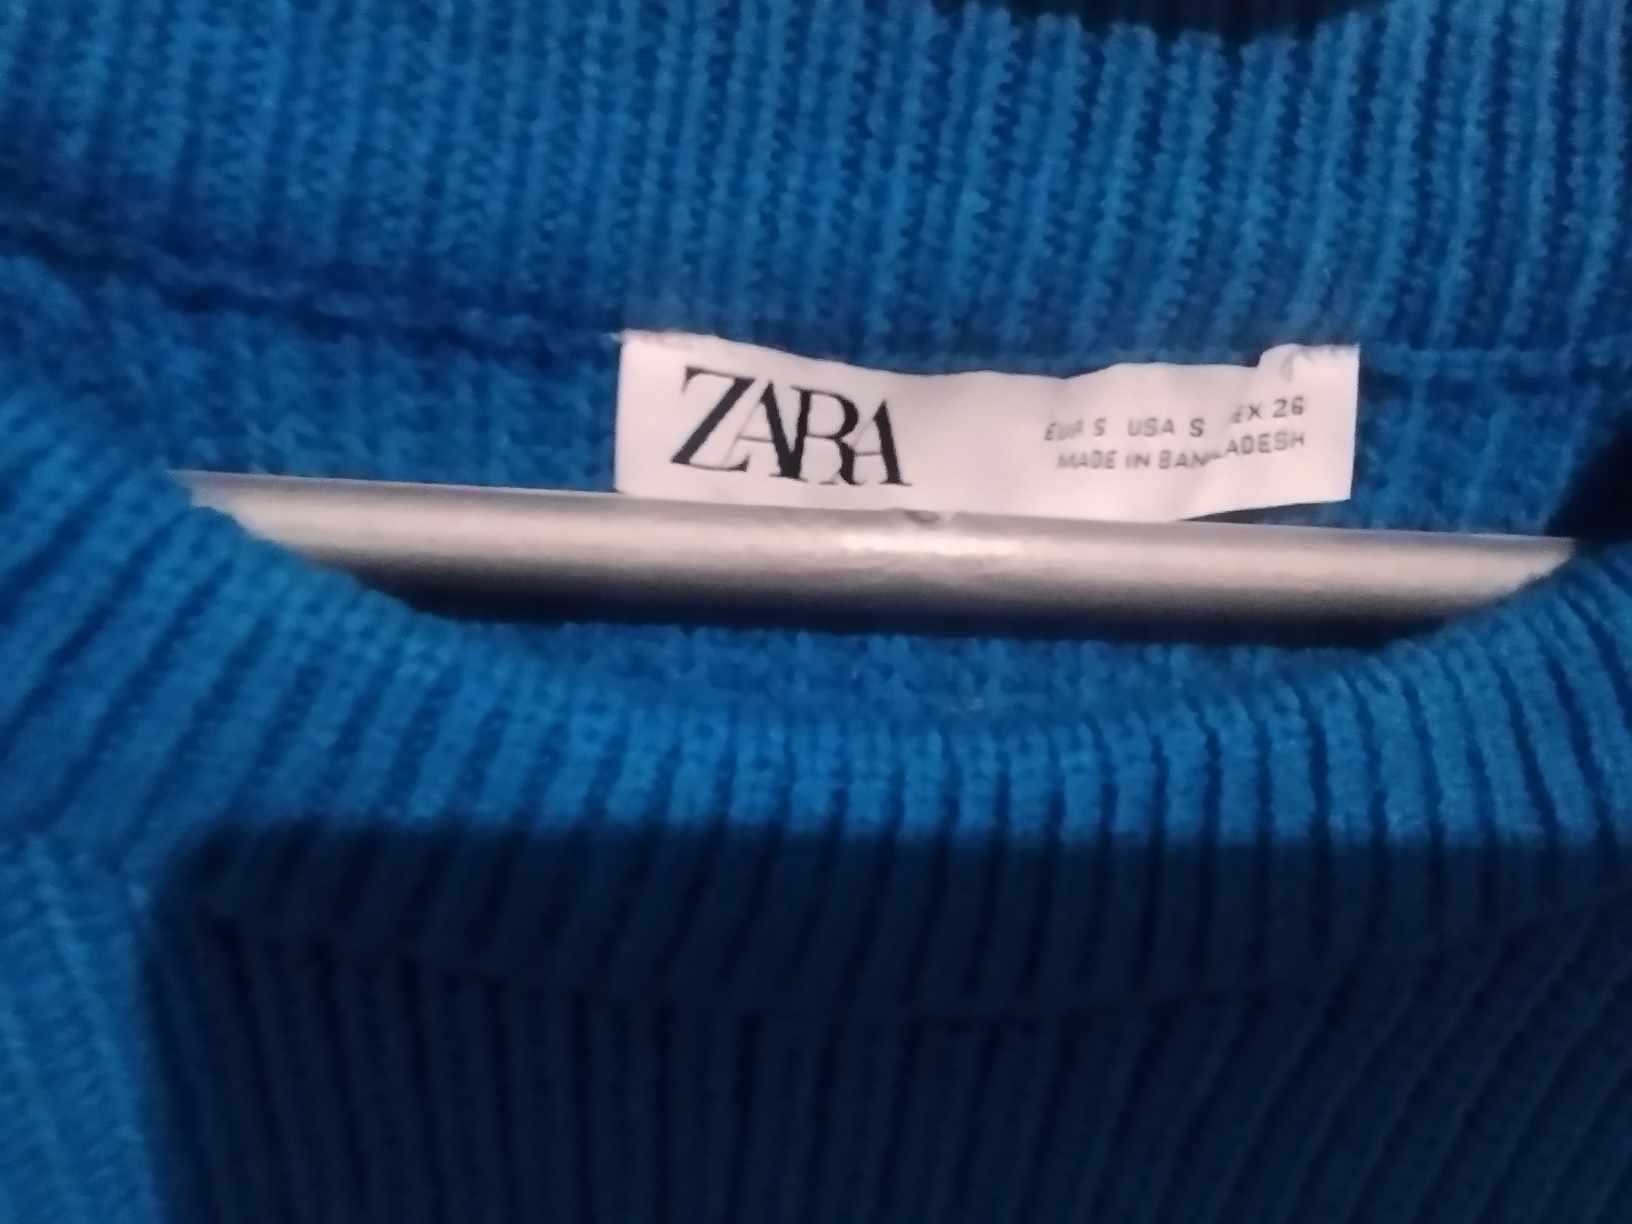 ZARA
EUR S USA S MEX 26
MADE IN BANGLADESH